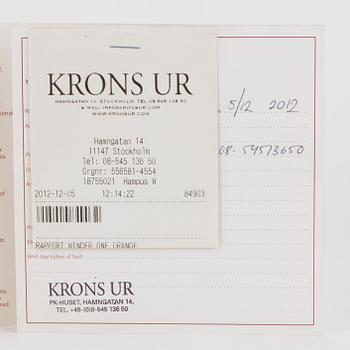 KRONS UR
HAMNGATAN 14 STOCKHOLM TEL 08-545 136 50
E-MAIL: INFO@KRONSUR.COM
WWW.KRONSUR.COM
Hamngatan 14
11147 Stockholm
Tel: 08-545 136 50
Orgnr: 556581-4554
18755021 Hampus W
2012-12-05 12:14:22 84903
RAPPORT WINDER ONE ORANGE
5/12 2012
08-54513650
Brief description of fault
KRONS UR
PK-HUSET, HAMNGATAN 14,
TEL. +46-(0)8-545 136 50